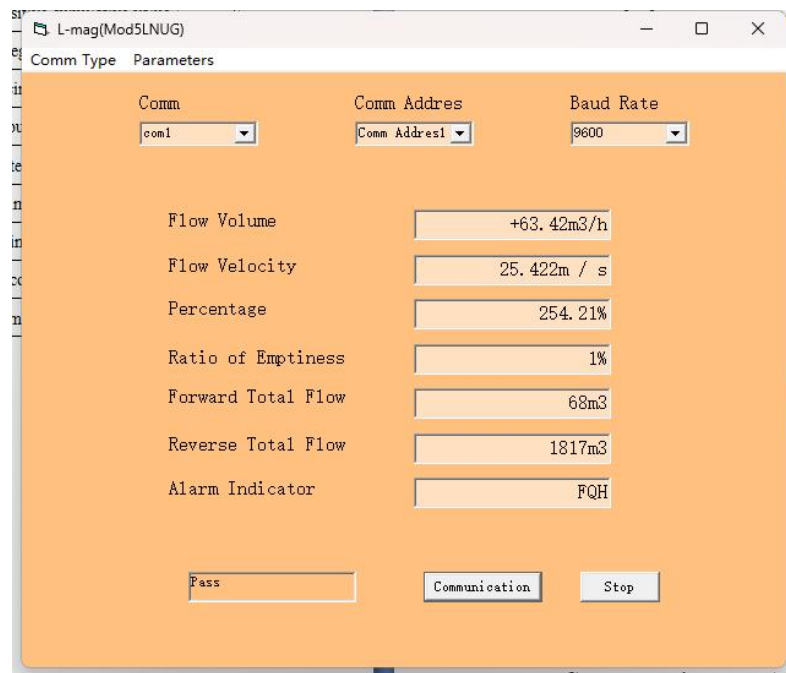 L-mag(Mod5LNUG)
Comm Type Parameters
Comm Comm Addres Baud Rate
com1 Comm Addres1 9600
Flow Volume +63.42m3/h
Flow Velocity 25.422m / s
Percentage 254.21%
Ratio of Emptiness 1%
Forward Total Flow 68m3
Reverse Total Flow 1817m3
Alarm Indicator FQH
Pass Communication Stop